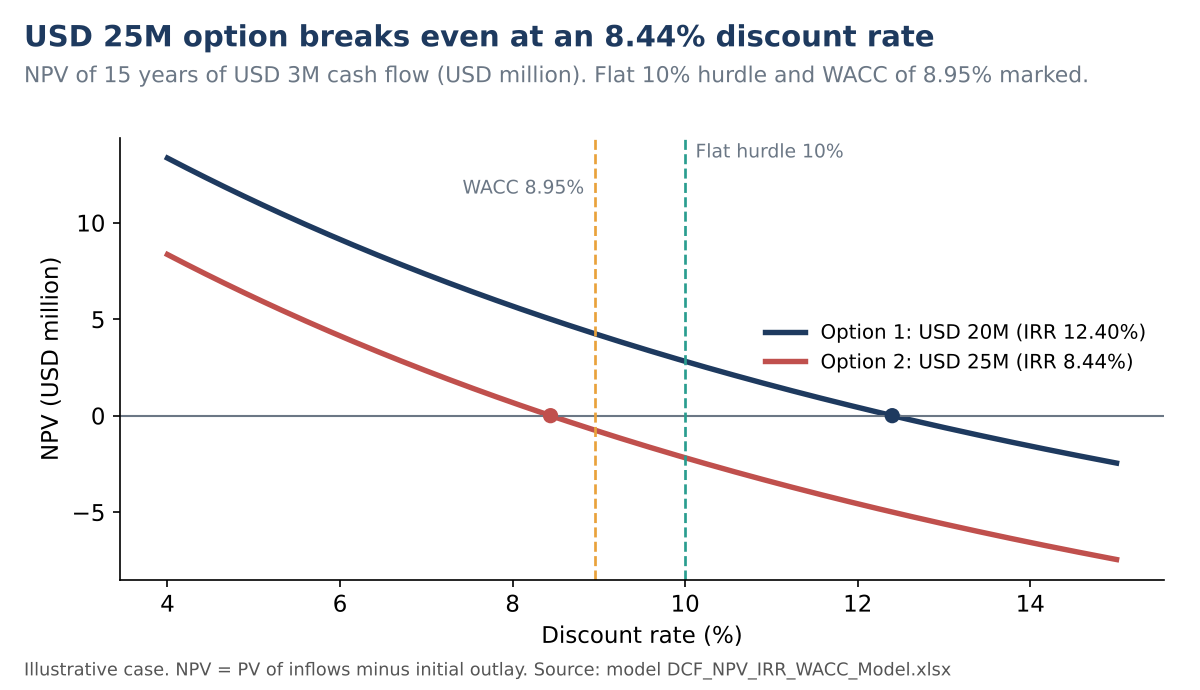 USD 25M option breaks even at an 8.44% discount rate
NPV of 15 years of USD 3M cash flow (USD million). Flat 10% hurdle and WACC of 8.95% marked.
Flat hurdle 10%
WACC 8.95%
10
5
0
−5
NPV (USD million)
Option 1: USD 20M (IRR 12.40%)
Option 2: USD 25M (IRR 8.44%)
4 6 8 10 12 14
Discount rate (%)
Illustrative case. NPV = PV of inflows minus initial outlay. Source: model DCF_NPV_IRR_WACC_Model.xlsx